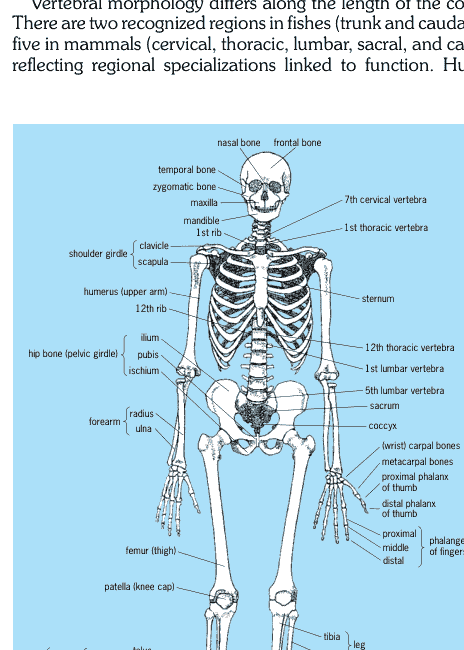 Vertebral morphology differs along the length of the co
There are two recognized regions in fishes (trunk and cauda
five in mammals (cervical, thoracic, lumbar, sacral, and ca
reflecting regional specializations linked to function. Hu
nasal bone frontal bone
temporal bone
zygomatic bone
maxilla
7th cervical vertebra
mandible
1st rib
1st thoracic vertebra
clavicle
shoulder girdle
scapula
humerus (upper arm)
sternum
12th rib
ilium
12th thoracic vertebra
hip bone (pelvic girdle)
pubis
ischium
1st lumbar vertebra
5th lumbar vertebra
sacrum
radius
forearm
ulna
coccyx
(wrist) carpal bones
metacarpal bones
proximal phalanx
of thumb
distal phalanx
of thumb
proximal
middle
distal
phalange
of finger
femur (thigh)
patella (knee cap)
tibia
leg